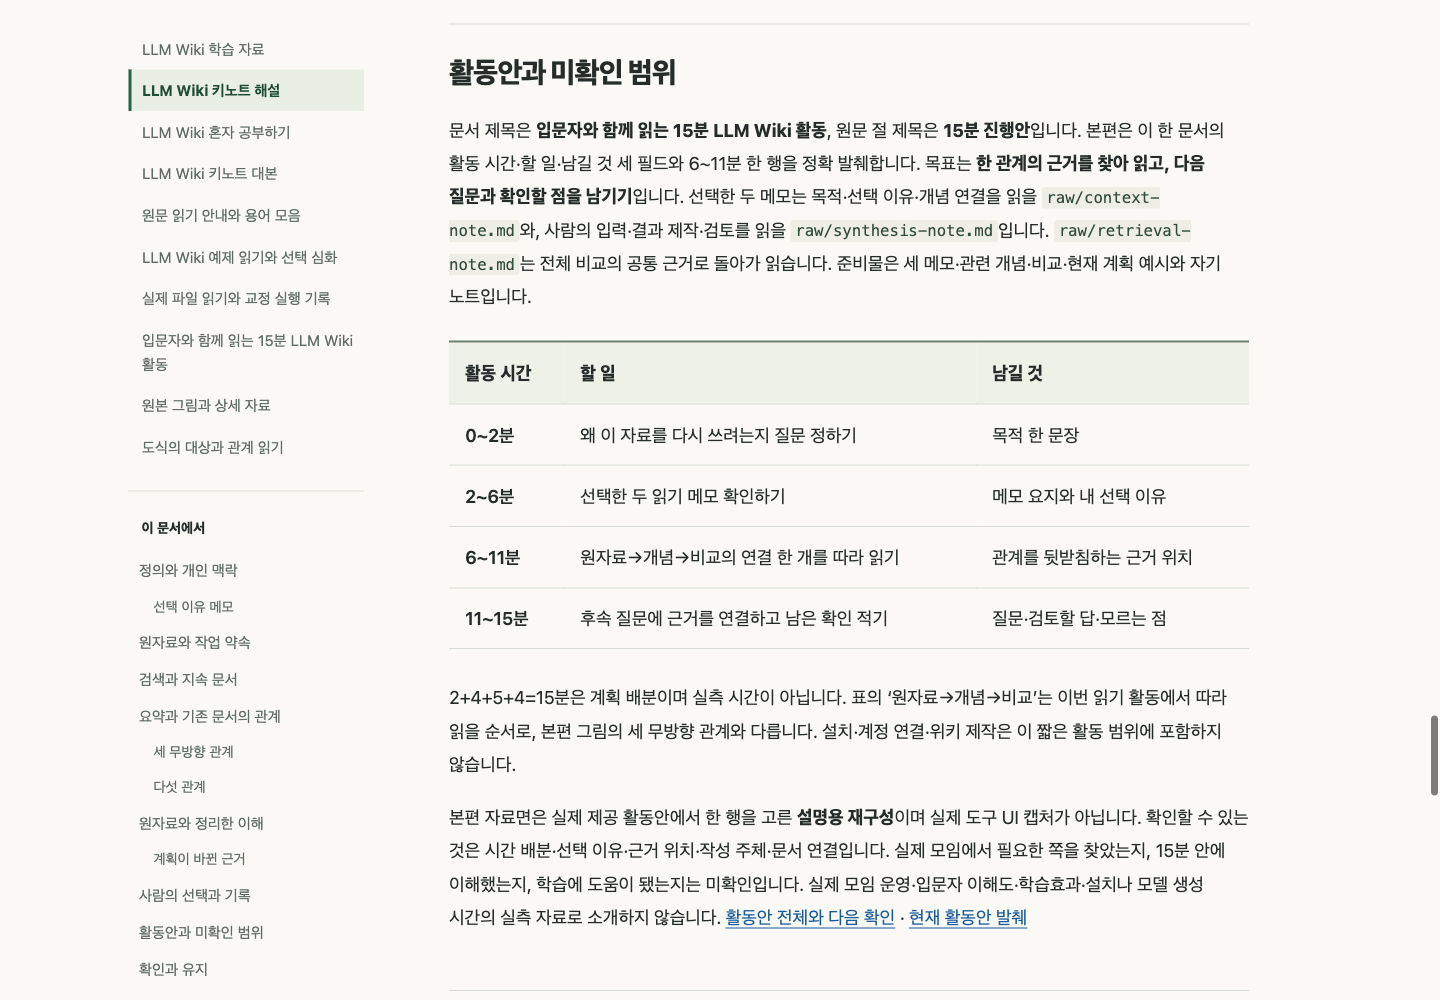 LLM Wiki 학습 자료
LLM Wiki 키노트 해설
LLM Wiki 혼자 공부하기
LLM Wiki 키노트 대본
원문 읽기 안내와 용어 모음
LLM Wiki 예제 읽기와 선택 심화
실제 파일 읽기와 교정 실행 기록
입문자와 함께 읽는 15분 LLM Wiki
활동
원본 그림과 상세 자료
도식의 대상과 관계 읽기
이 문서에서
정의와 개인 맥락
선택 이유 메모
원자료와 작업 약속
검색과 지속 문서
요약과 기존 문서의 관계
세 무방향 관계
다섯 관계
원자료와 정리한 이해
계획이 바뀐 근거
사람의 선택과 기록
활동안과 미확인 범위
확인과 유지
활동안과 미확인 범위
문서 제목은 입문자와 함께 읽는 15분 LLM Wiki 활동, 원문 절 제목은 15분 진행안입니다. 본편은 이 한 문서의
활동 시간·할 일·남길 것 세 필드와 6~11분 한 행을 정확 발췌합니다. 목표는 한 관계의 근거를 찾아 읽고, 다음
질문과 확인할 점을 남기기입니다. 선택한 두 메모는 목적·선택 이유·개념 연결을 읽을 raw/context-
note.md와, 사람의 입력·결과 제작·검토를 읽을 raw/synthesis-note.md입니다. raw/retrieval-
note.md는 전체 비교의 공통 근거로 돌아가 읽습니다. 준비물은 세 메모·관련 개념·비교·현재 계획 예시와 자기
노트입니다.
활동 시간 할 일 남길 것
0~2분 왜 이 자료를 다시 쓰려는지 질문 정하기 목적 한 문장
2~6분 선택한 두 읽기 메모 확인하기 메모 요지와 내 선택 이유
6~11분 원자료→개념→비교의 연결 한 개를 따라 읽기 관계를 뒷받침하는 근거 위치
11~15분 후속 질문에 근거를 연결하고 남은 확인 적기 질문·검토할 답·모르는 점
2+4+5+4=15분은 계획 배분이며 실측 시간이 아닙니다. 표의 ‘원자료→개념→비교’는 이번 읽기 활동에서 따라
읽을 순서로, 본편 그림의 세 무방향 관계와 다릅니다. 설치·계정 연결·위키 제작은 이 짧은 활동 범위에 포함하지
않습니다.
본편 자료면은 실제 제공 활동안에서 한 행을 고른 설명용 재구성이며 실제 도구 UI 캡처가 아닙니다. 확인할 수 있는
것은 시간 배분·선택 이유·근거 위치·작성 주체·문서 연결입니다. 실제 모임에서 필요한 쪽을 찾았는지, 15분 안에
이해했는지, 학습에 도움이 됐는지는 미확인입니다. 실제 모임 운영·입문자 이해도·학습효과·설치나 모델 생성
시간의 실측 자료로 소개하지 않습니다. 활동안 전체와 다음 확인 · 현재 활동안 발췌